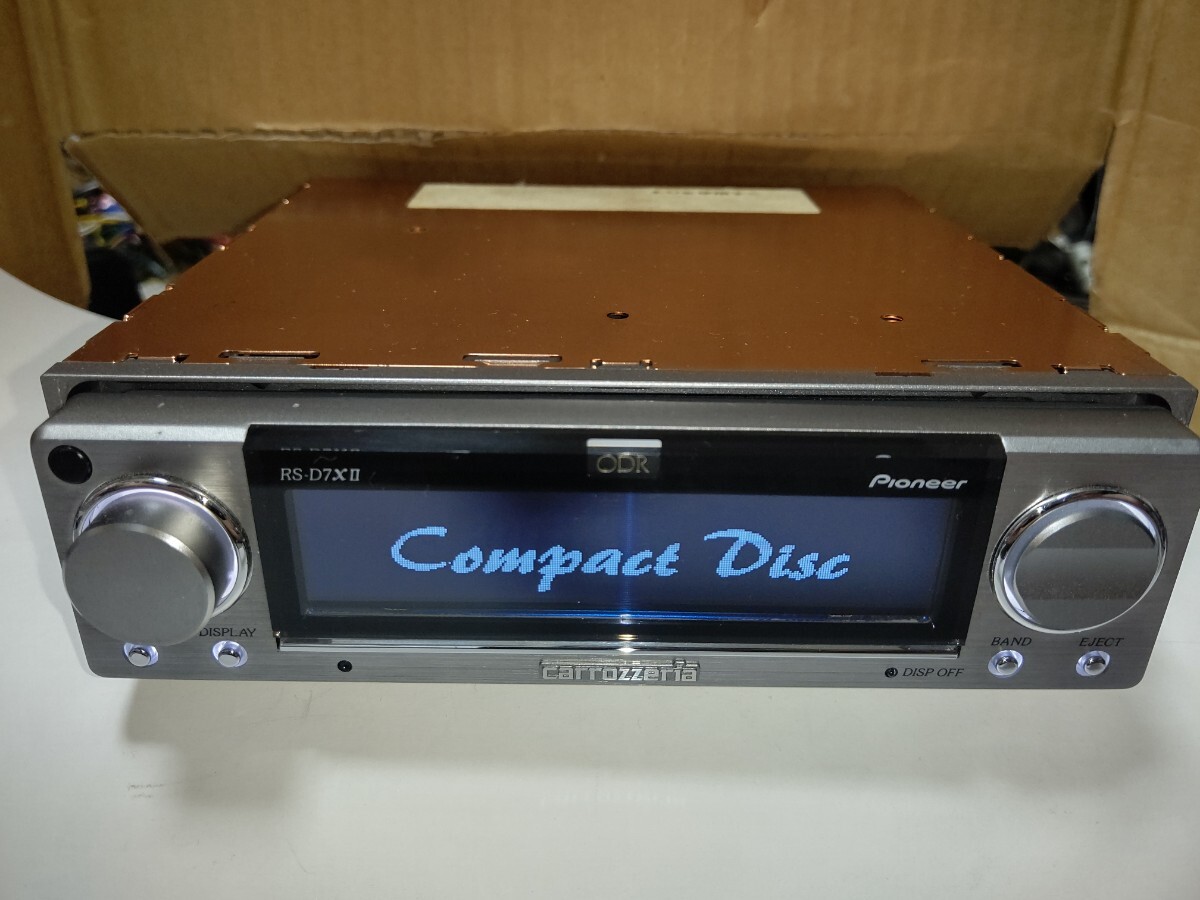 ODR
RS-D7XII
Pioneer
Compact Disc
DISPLAY
BAND
EJECT
carrozzeria
DISP OFF